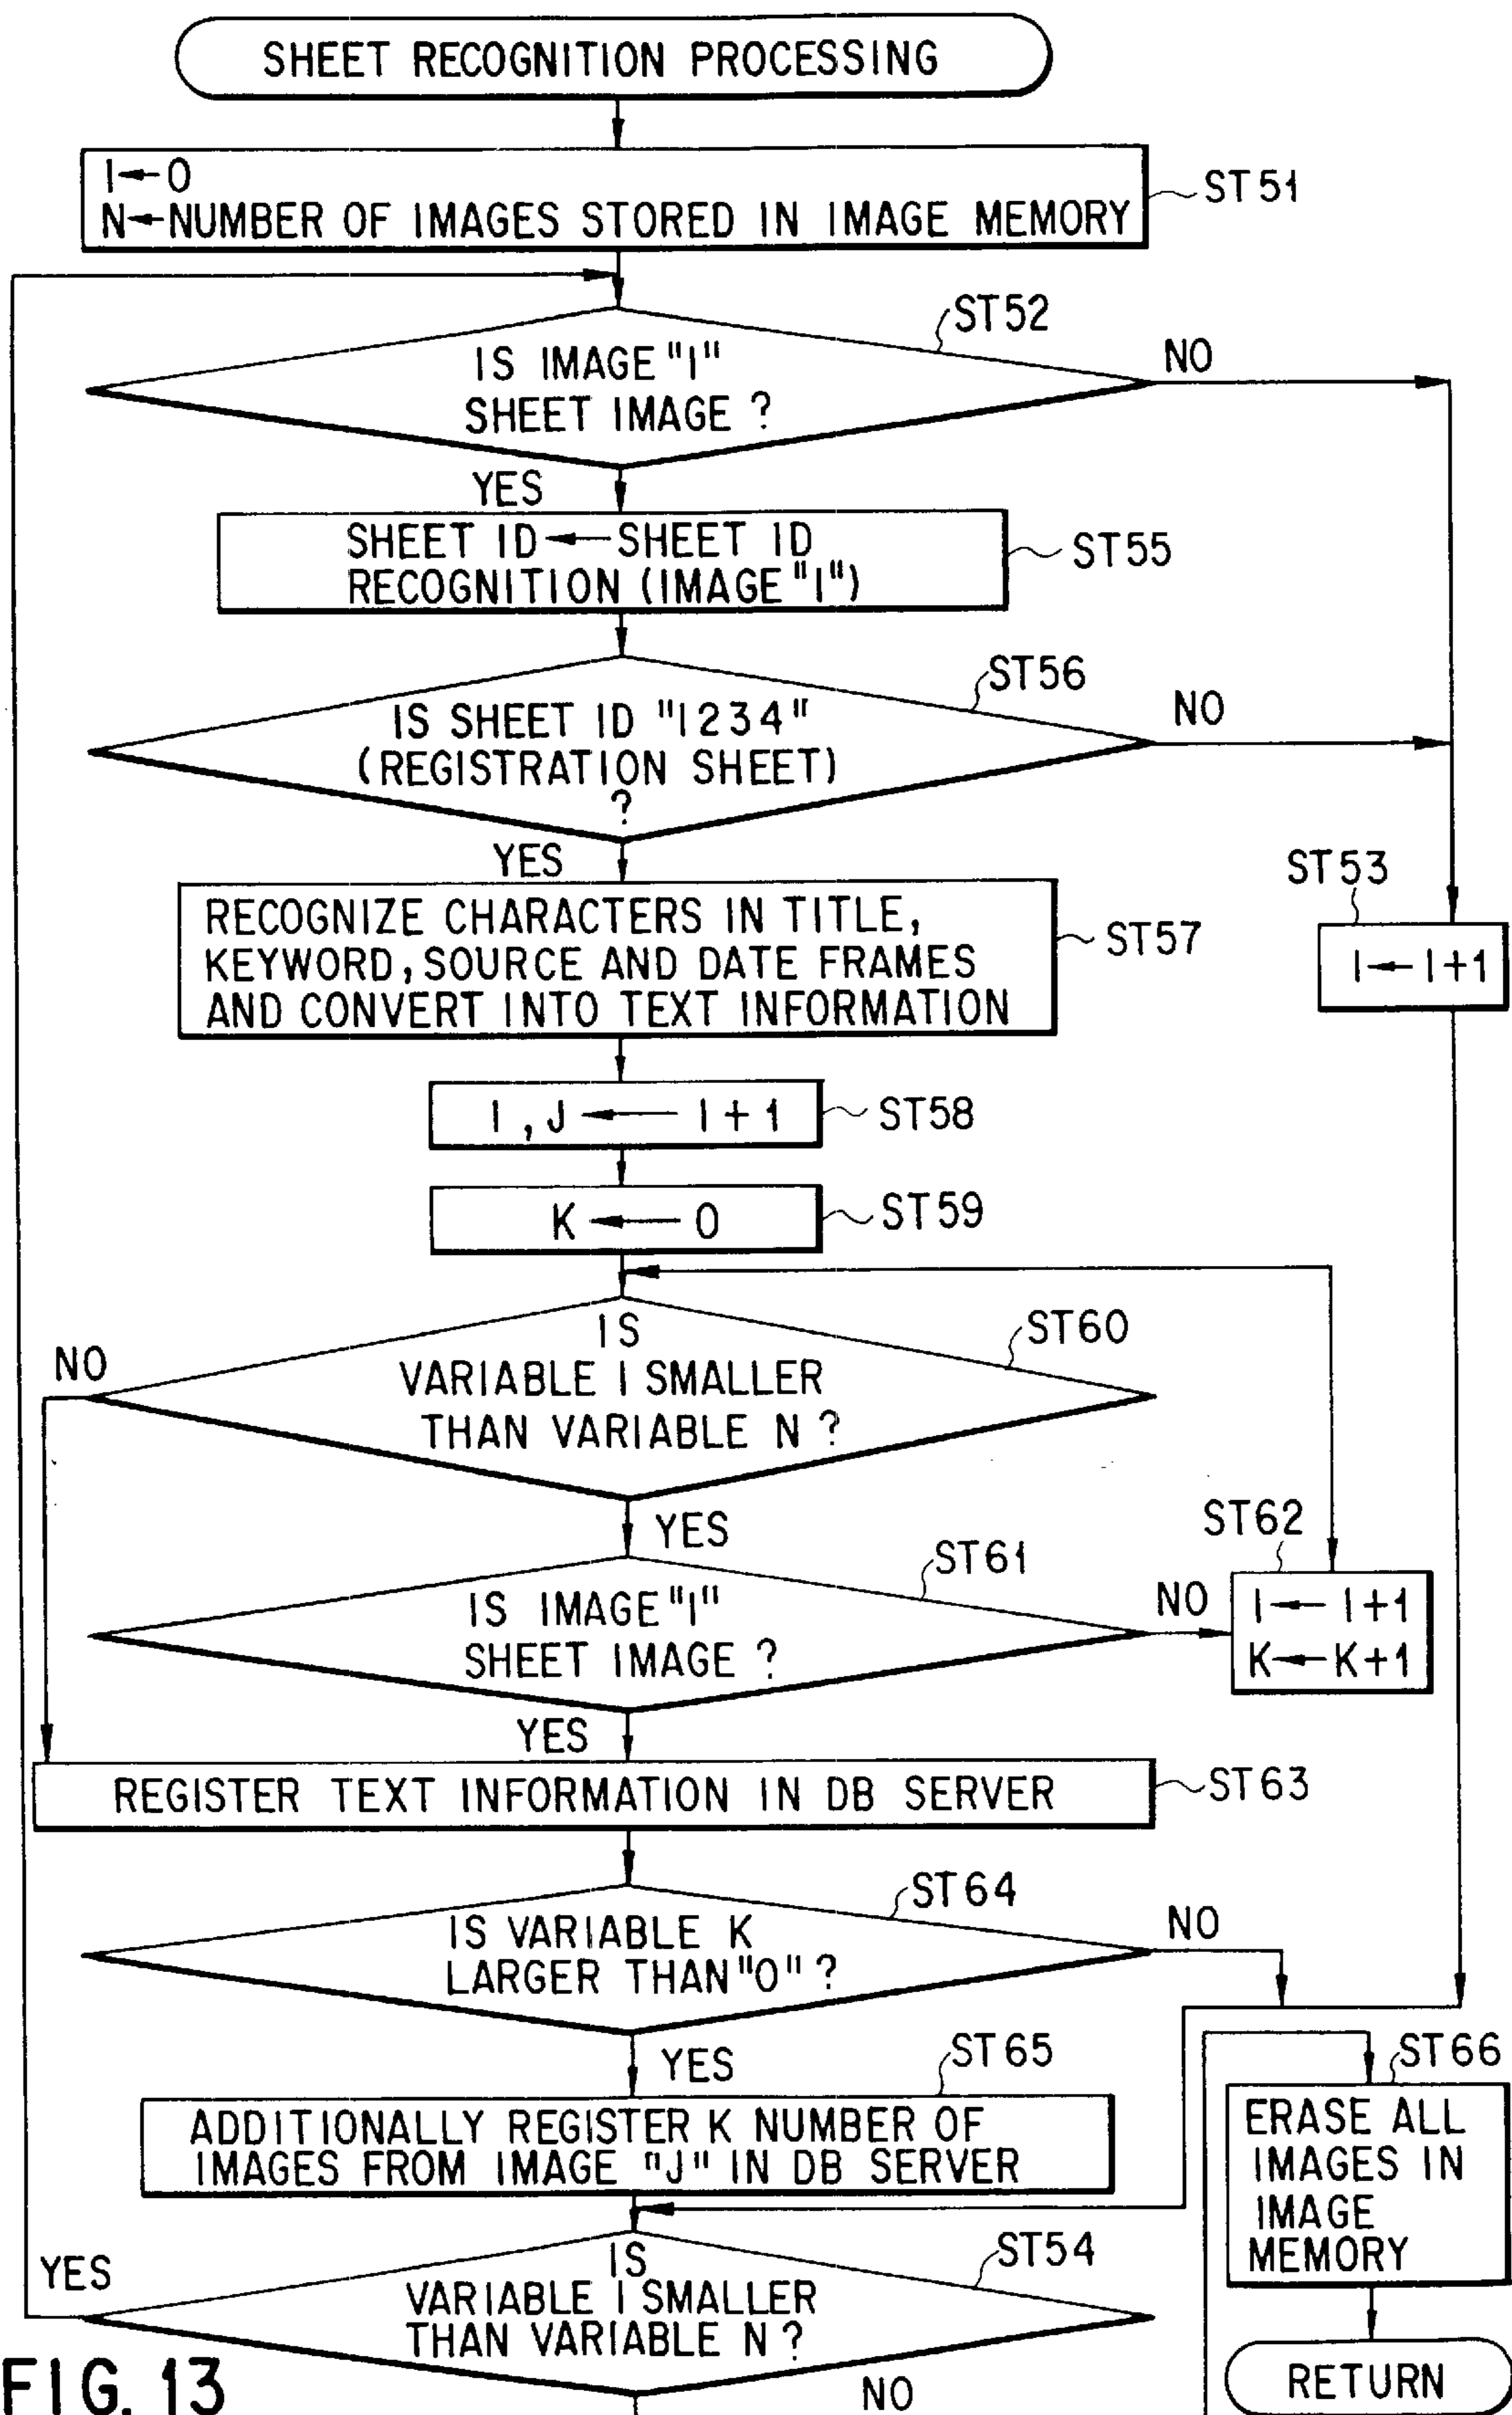 SHEET RECOGNITION PROCESSING
I←0
N←NUMBER OF IMAGES STORED IN IMAGE MEMORY
ST51
ST52
IS IMAGE "I"
SHEET IMAGE ?
NO
YES
SHEET ID←SHEET ID
RECOGNITION (IMAGE "I")
ST55
ST56
IS SHEET ID "1234"
(REGISTRATION SHEET)
?
NO
YES
ST53
I←I+1
RECOGNIZE CHARACTERS IN TITLE,
KEYWORD, SOURCE AND DATE FRAMES
AND CONVERT INTO TEXT INFORMATION
ST57
I, J ← I+1
ST58
K ← 0
ST59
IS
VARIABLE I SMALLER
THAN VARIABLE N ?
ST60
NO
YES
ST61
IS IMAGE "I"
SHEET IMAGE ?
NO
ST62
I← I+1
K←K+1
YES
REGISTER TEXT INFORMATION IN DB SERVER
ST63
ST64
IS VARIABLE K
LARGER THAN "0" ?
NO
YES
ST65
ADDITIONALLY REGISTER K NUMBER OF
IMAGES FROM IMAGE "J" IN DB SERVER
ST66
ERASE ALL
IMAGES IN
IMAGE
MEMORY
ST54
IS
VARIABLE I SMALLER
THAN VARIABLE N ?
YES
NO
RETURN
FIG. 13